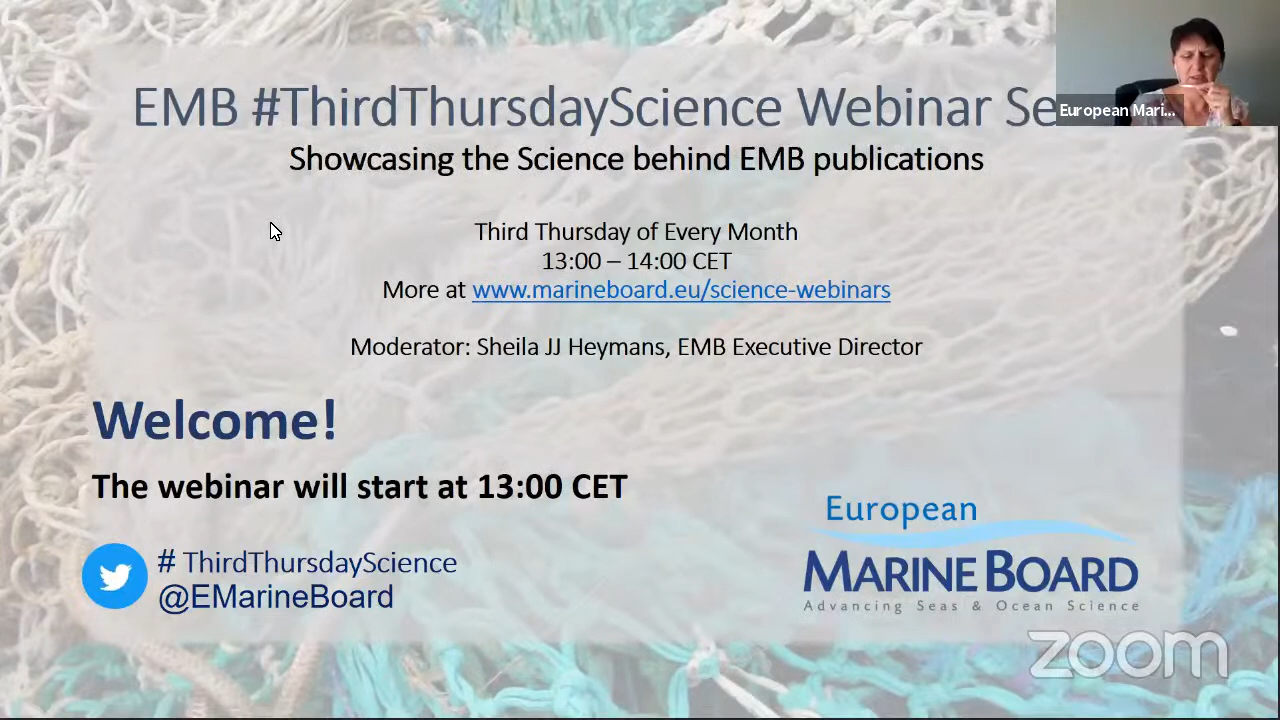 EMB #ThirdThursdayScience Webinar Se
European Mari...
Showcasing the Science behind EMB publications
Third Thursday of Every Month
13:00 – 14:00 CET
More at www.marineboard.eu/science-webinars
Moderator: Sheila JJ Heymans, EMB Executive Director
Welcome!
The webinar will start at 13:00 CET
# ThirdThursdayScience
@EMarineBoard
European
MARINE BOARD
Advancing Seas & Ocean Science
zoom